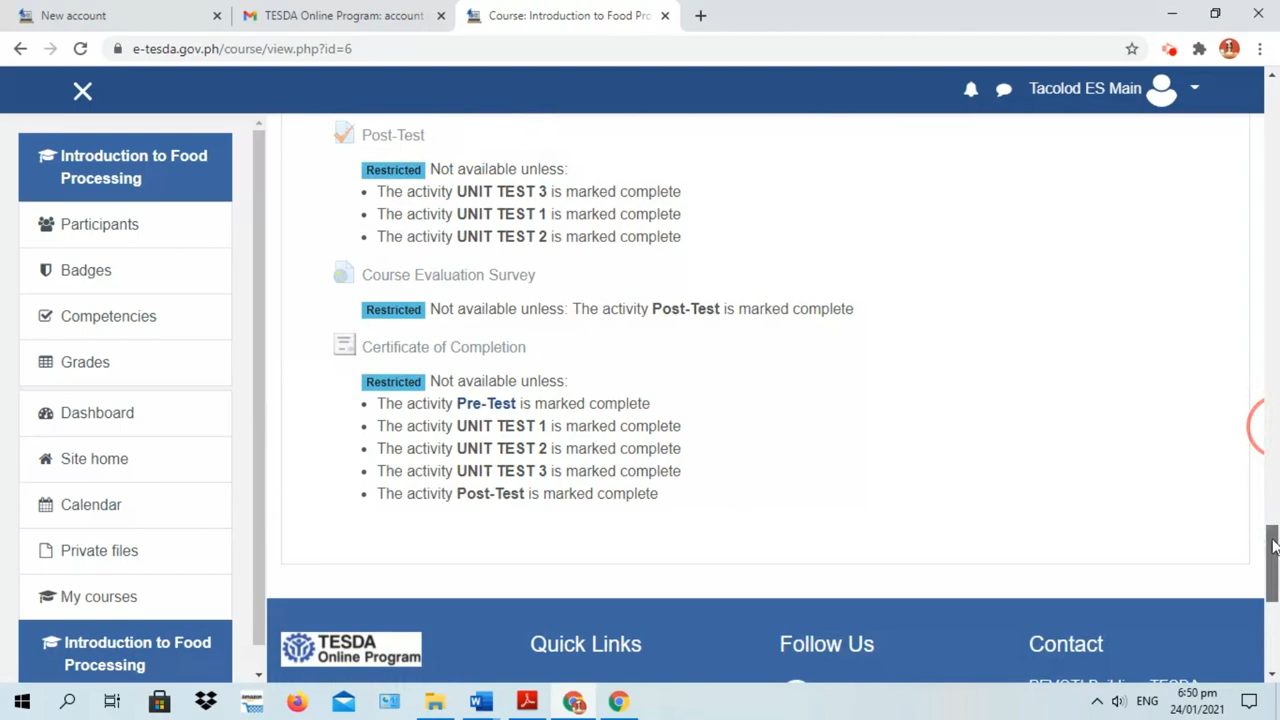 New account
TESDA Online Program: account
Course: Introduction to Food Pro
e-tesda.gov.ph/course/view.php?id=6
Tacolod ES Main
Introduction to Food
Processing
Participants
Badges
Competencies
Grades
Dashboard
Site home
Calendar
Private files
My courses
Introduction to Food
Processing
Post-Test
Restricted Not available unless:
• The activity UNIT TEST 3 is marked complete
• The activity UNIT TEST 1 is marked complete
• The activity UNIT TEST 2 is marked complete
Course Evaluation Survey
Restricted Not available unless: The activity Post-Test is marked complete
Certificate of Completion
Restricted Not available unless:
• The activity Pre-Test is marked complete
• The activity UNIT TEST 1 is marked complete
• The activity UNIT TEST 2 is marked complete
• The activity UNIT TEST 3 is marked complete
• The activity Post-Test is marked complete
TESDA
Online Program
Quick Links
Follow Us
Contact
TESDA
amazon
ENG
6:50 pm
24/01/2021